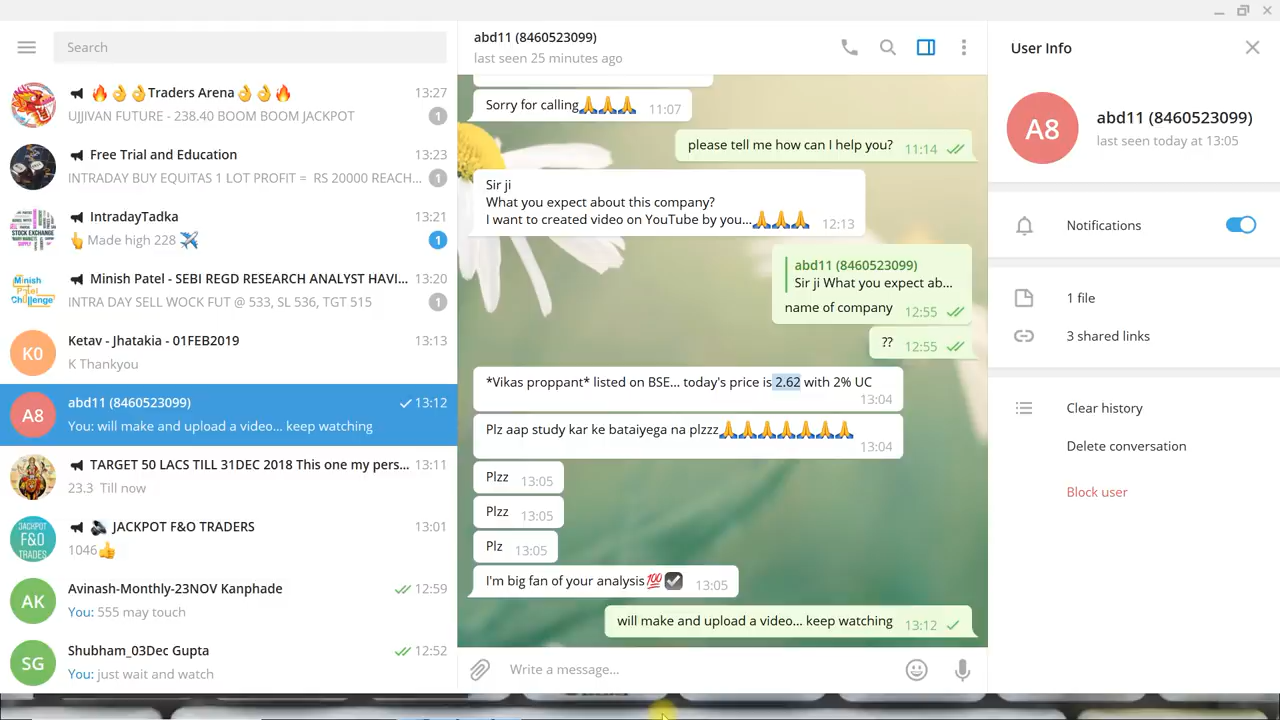 Search
🔥👌👌Traders Arena👌👌🔥 13:27
UJJIVAN FUTURE - 238.40 BOOM BOOM JACKPOT 1
Free Trial and Education 13:23
INTRADAY BUY EQUITAS 1 LOT PROFIT = RS 20000 REACH... 1
STOCK EXCHANGE
IntradayTadka 13:21
👆Made high 228 ✈️ 1
Minish Patel Challenge
Minish Patel - SEBI REGD RESEARCH ANALYST HAVI... 13:20
INTRA DAY SELL WOCK FUT @ 533, SL 536, TGT 515 1
K0
Ketav - Jhatakia - 01FEB2019 13:13
K Thankyou
A8
abd11 (8460523099) 13:12
You: will make and upload a video... keep watching
TARGET 50 LACS TILL 31DEC 2018 This one my pers... 13:11
23.3 Till now
JACKPOT F&O TRADES
🔊 JACKPOT F&O TRADERS 13:01
1046👍
AK
Avinash-Monthly-23NOV Kanphade 12:59
You: 555 may touch
SG
Shubham_03Dec Gupta 12:52
You: just wait and watch
abd11 (8460523099)
last seen 25 minutes ago
Sorry for calling🙏🙏🙏 11:07
please tell me how can I help you? 11:14
Sir ji
What you expect about this company?
I want to created video on YouTube by you...🙏🙏🙏 12:13
abd11 (8460523099)
Sir ji What you expect ab...
name of company 12:55
?? 12:55
*Vikas proppant* listed on BSE... today's price is 2.62 with 2% UC
13:04
Plz aap study kar ke bataiyega na plzzz🙏🙏🙏🙏🙏🙏🙏
13:04
Plzz 13:05
Plzz 13:05
Plz 13:05
I'm big fan of your analysis💯☑️ 13:05
will make and upload a video... keep watching 13:12
Write a message...
User Info
A8
abd11 (8460523099)
last seen today at 13:05
Notifications
1 file
3 shared links
Clear history
Delete conversation
Block user